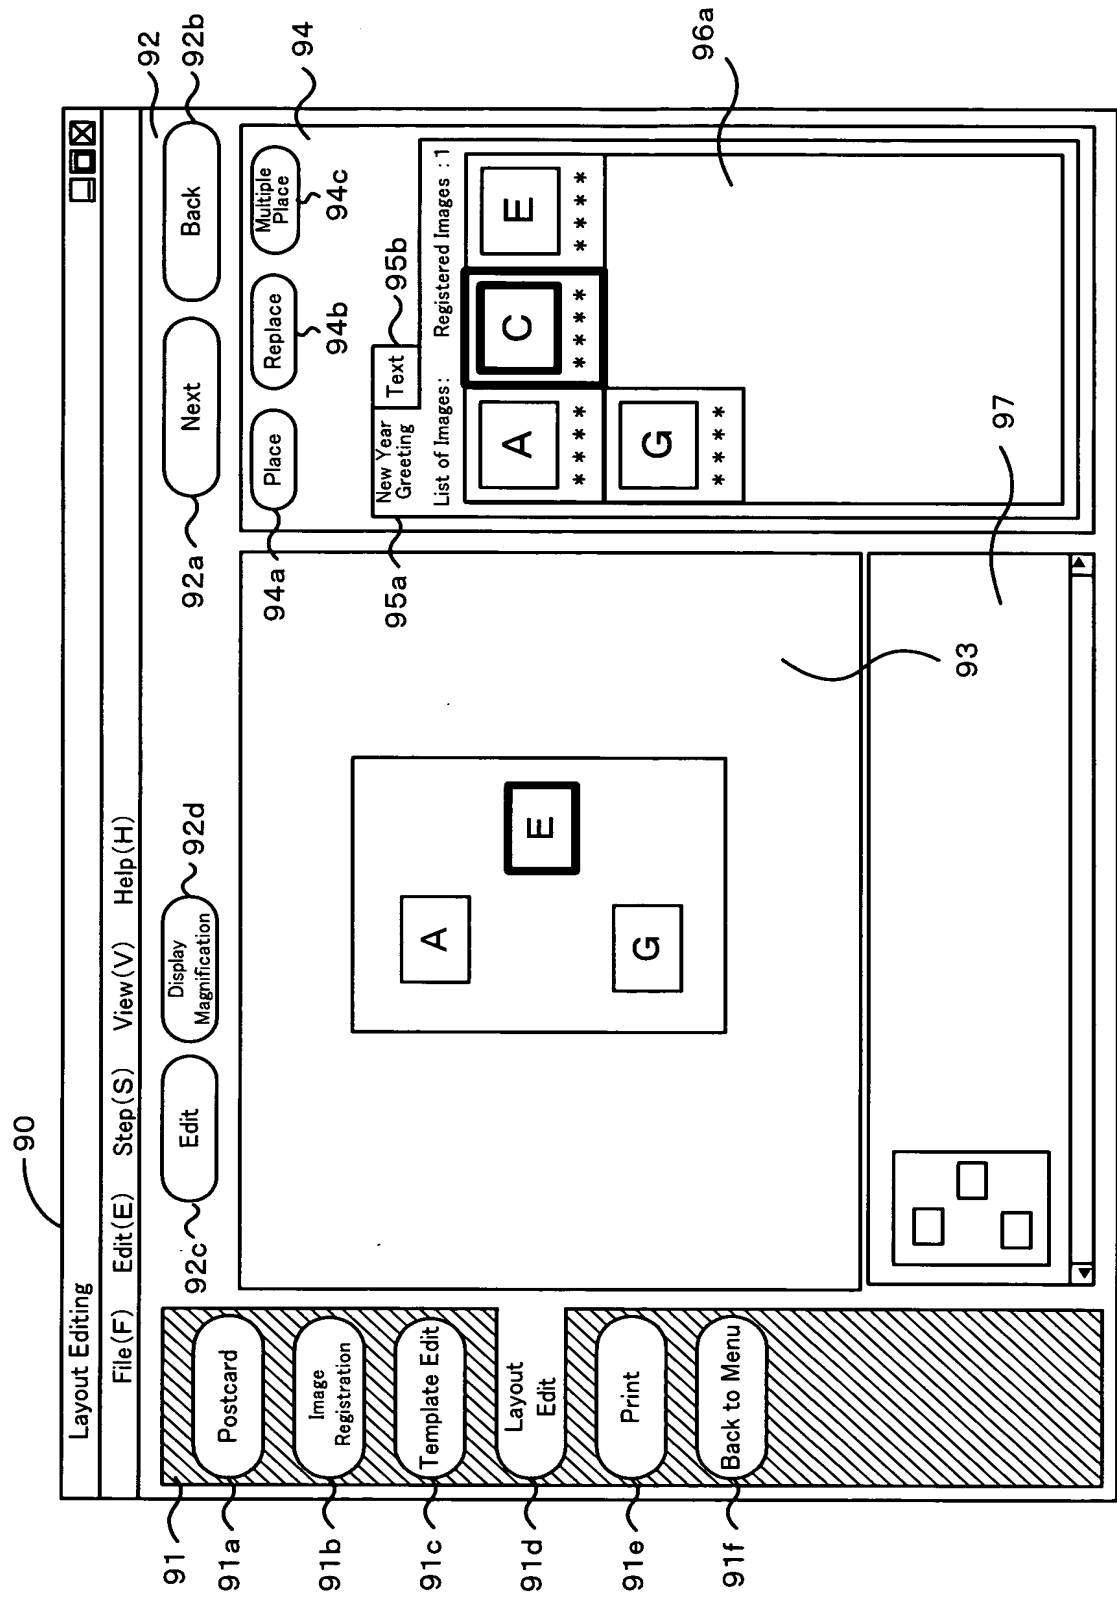 90
Layout Editing
File(F) Edit(E) Step(S) View(V) Help(H)
92
91
91a
Postcard
91b
Image
Registration
91c
Template Edit
91d
Layout
Edit
91e
Print
91f
Back to Menu
92c
Edit
Display
Magnification
92d
92a
Next
Back
92b
A
E
G
93
94
94a
Place
Replace
94b
Multiple
Place
94c
95a
New Year
Greeting
Text
95b
List of Images: Registered Images : 1
A C E
**** **** ****
G
****
96a
97